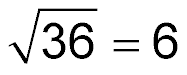 √36 = 6